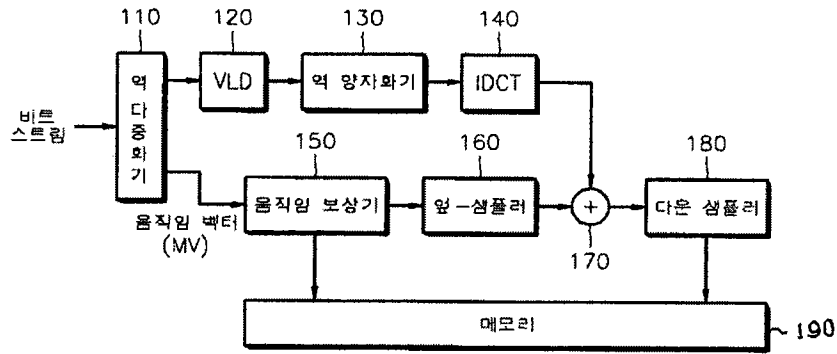 110
120
130
140
역 다중화기
VLD
역 양자화기
IDCT
비트
스트림
150
160
180
움직임 보상기
앞-샘플러
+
다운 샘플러
170
움직임 벡터
(MV)
메모리
190